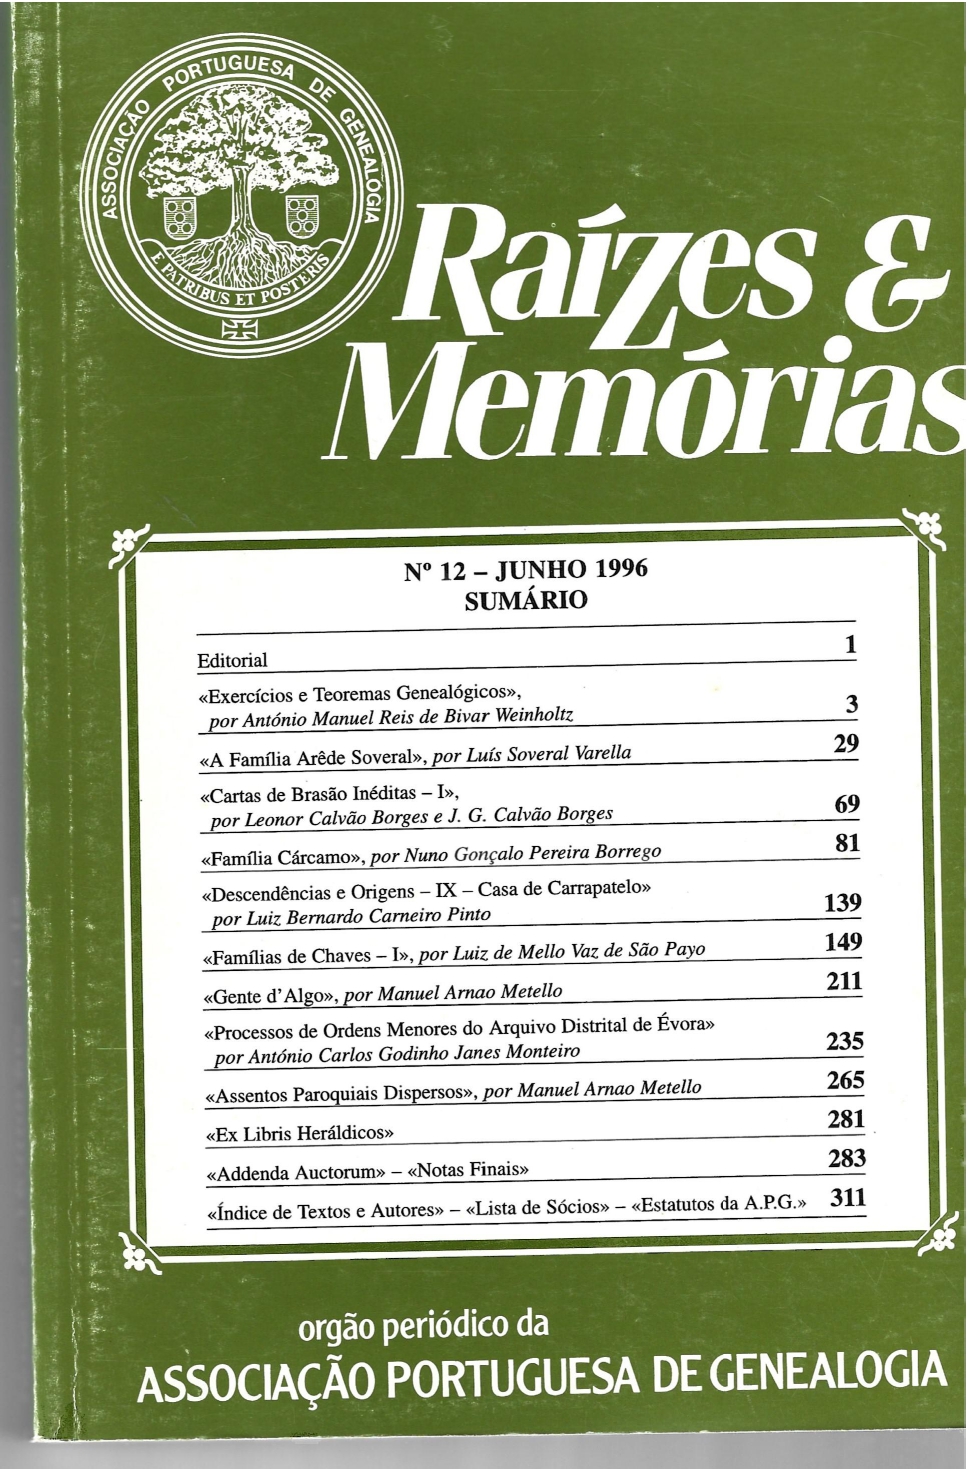 ASSOCIAÇÃO PORTUGUESA DE GENEALOGIA
E PATRIBUS ET POSTERIS
Raízes &
Memórias
Nº 12 – JUNHO 1996
SUMÁRIO
Editorial 1
«Exercícios e Teoremas Genealógicos»,
por António Manuel Reis de Bivar Weinholtz 3
«A Família Arêde Soveral», por Luís Soveral Varella 29
«Cartas de Brasão Inéditas – I»,
por Leonor Calvão Borges e J. G. Calvão Borges 69
«Família Cárcamo», por Nuno Gonçalo Pereira Borrego 81
«Descendências e Origens – IX – Casa de Carrapatelo»
por Luiz Bernardo Carneiro Pinto 139
«Famílias de Chaves – I», por Luiz de Mello Vaz de São Payo 149
«Gente d'Algo», por Manuel Arnao Metello 211
«Processos de Ordens Menores do Arquivo Distrital de Évora»
por António Carlos Godinho Janes Monteiro 235
«Assentos Paroquiais Dispersos», por Manuel Arnao Metello 265
«Ex Libris Heráldicos» 281
«Addenda Auctorum» – «Notas Finais» 283
«Índice de Textos e Autores» – «Lista de Sócios» – «Estatutos da A.P.G.» 311
orgão periódico da
ASSOCIAÇÃO PORTUGUESA DE GENEALOGIA